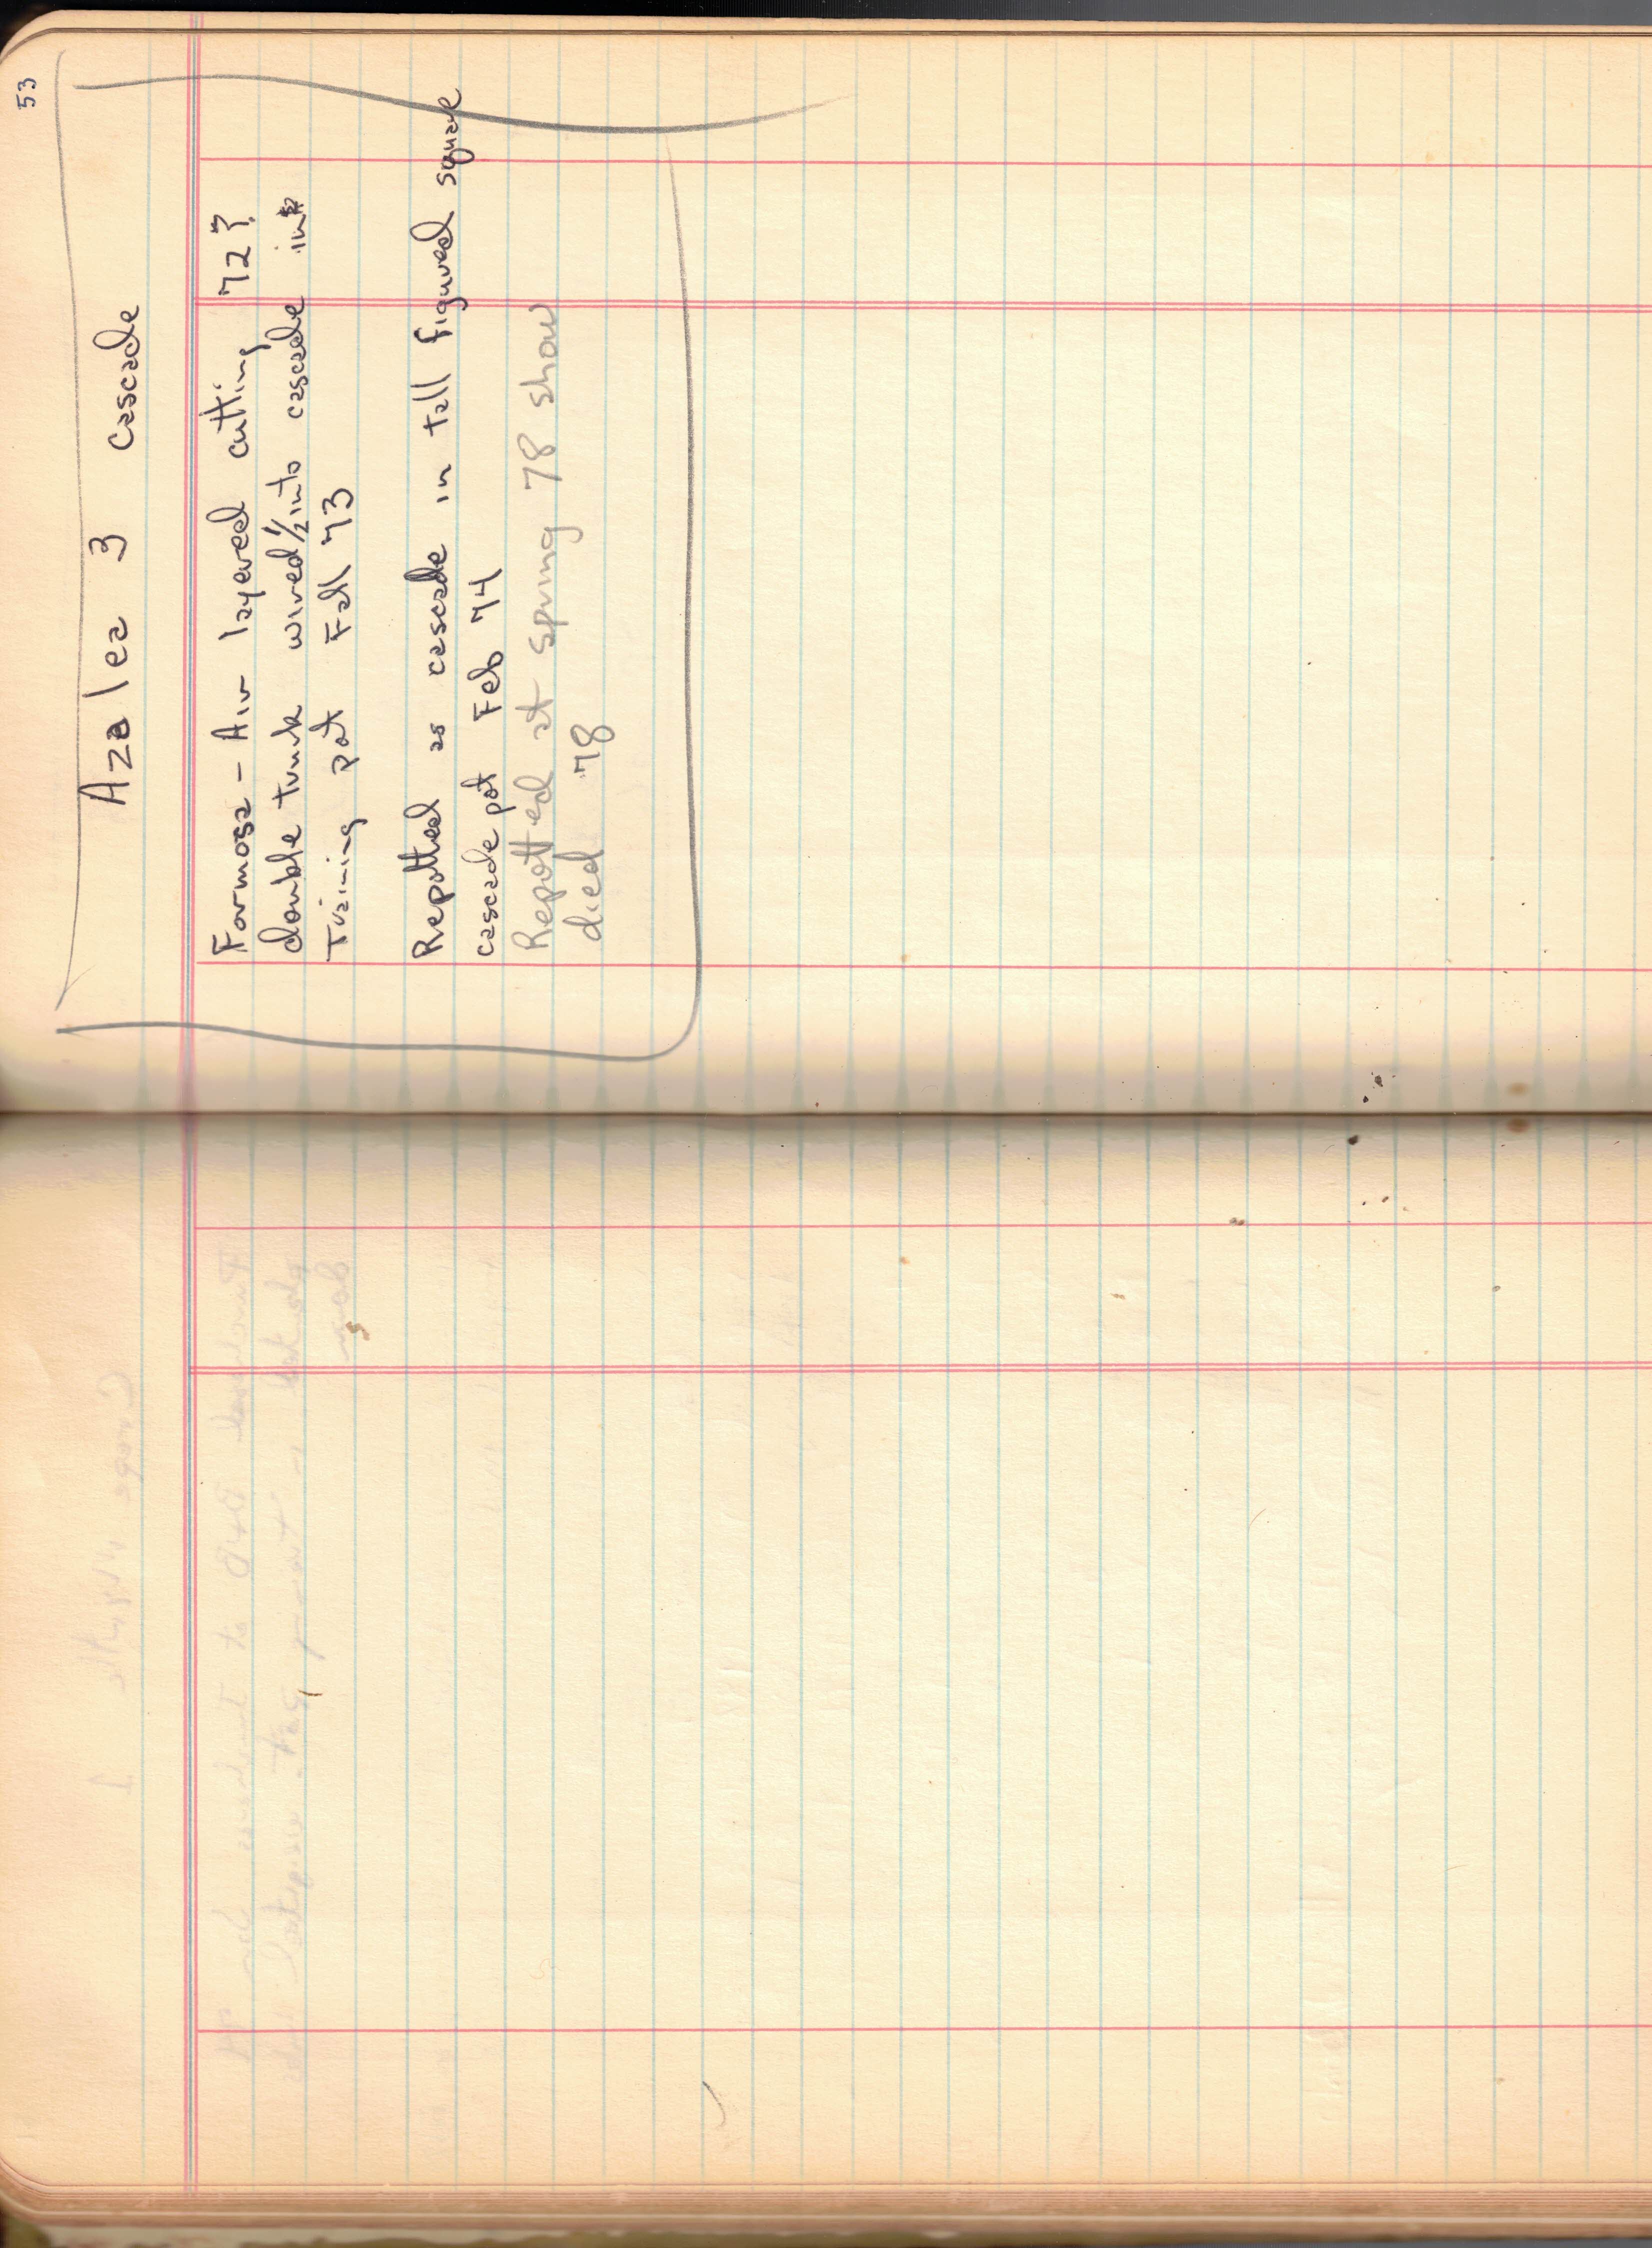 53
Azalea 3 cascade
Formosa - Air layered cutting 72?
double trunk wired 1/2 into cascade in
Training pot Fall 73
Repotted as cascade in tall figured square
cascade pot Feb 74
Repotted at spring 78 show
died 78